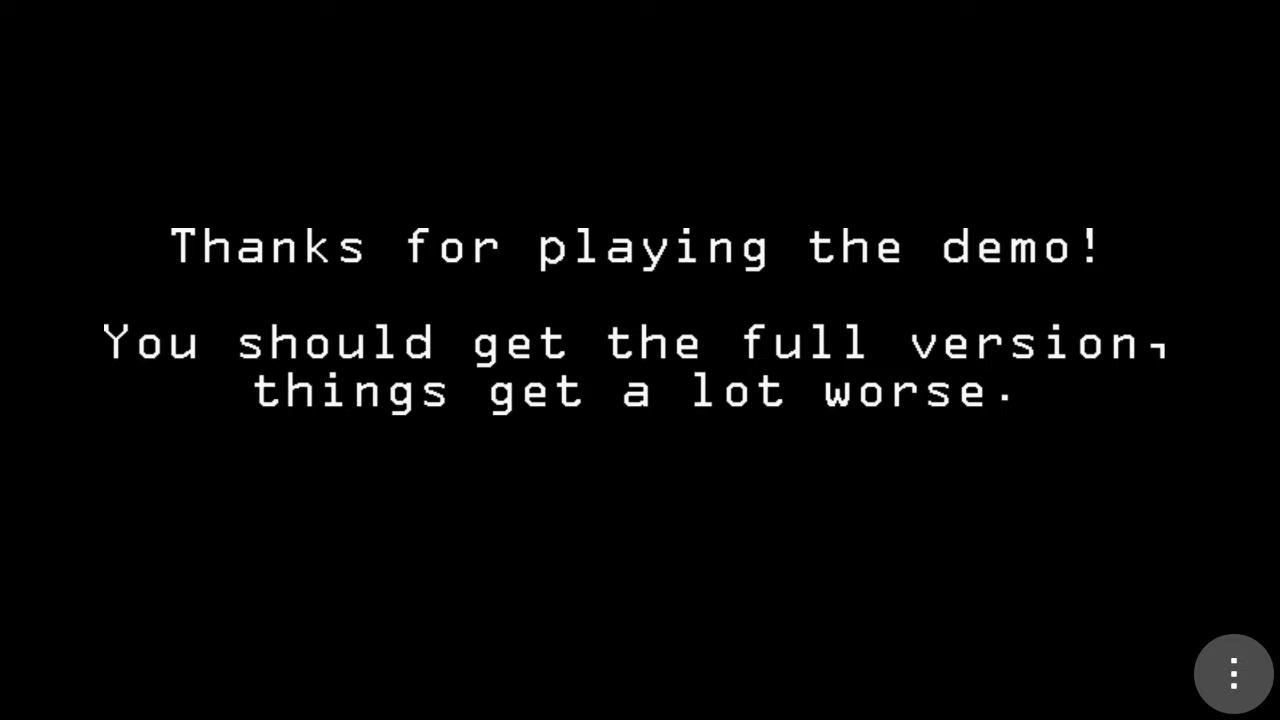 Thanks for playing the demo!
You should get the full version,
things get a lot worse.